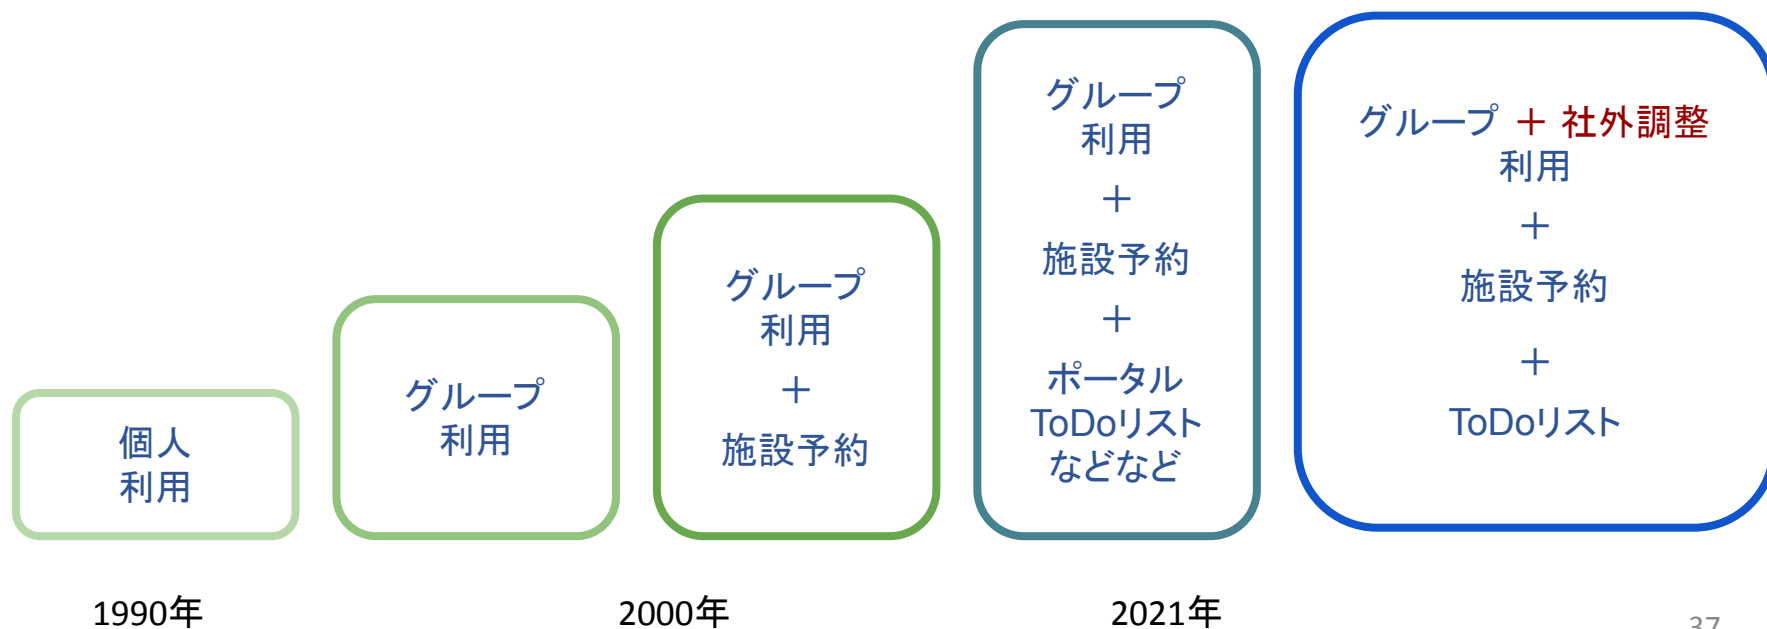 個人
利用
グループ
利用
グループ
利用
＋
施設予約
グループ
利用
＋
施設予約
＋
ポータル
ToDoリスト
などなど
グループ ＋ 社外調整
利用
＋
施設予約
＋
ToDoリスト
1990年
2000年
2021年
37